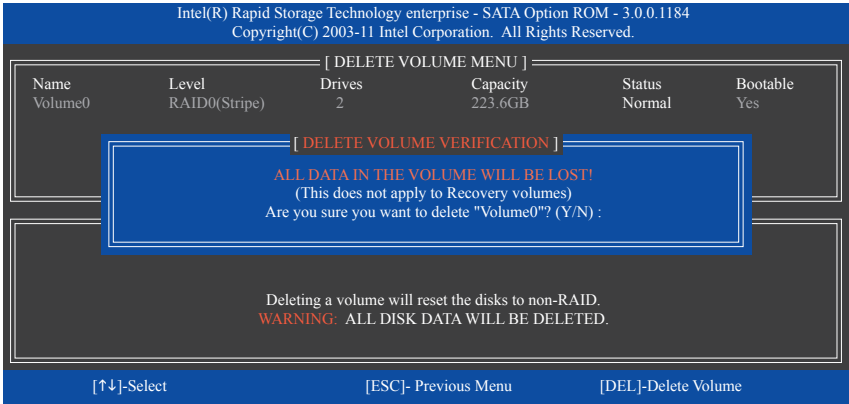 Intel(R) Rapid Storage Technology enterprise - SATA Option ROM - 3.0.0.1184
Copyright(C) 2003-11 Intel Corporation.  All Rights Reserved.
[ DELETE VOLUME MENU ]
Name Level Drives Capacity Status Bootable
Volume0 RAID0(Stripe) 2 223.6GB Normal Yes
[ DELETE VOLUME VERIFICATION ]
ALL DATA IN THE VOLUME WILL BE LOST!
(This does not apply to Recovery volumes)
Are you sure you want to delete "Volume0"? (Y/N) :
Deleting a volume will reset the disks to non-RAID.
WARNING:  ALL DISK DATA WILL BE DELETED.
[↑↓]-Select [ESC]- Previous Menu [DEL]-Delete Volume